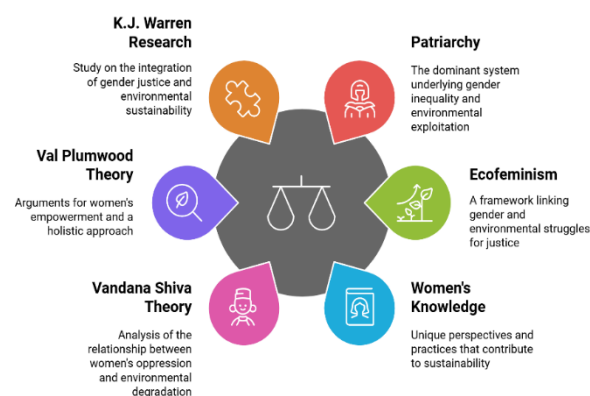 K.J. Warren
Research
Study on the integration
of gender justice and
environmental
sustainability
Patriarchy
The dominant system
underlying gender
inequality and
environmental
exploitation
Val Plumwood
Theory
Arguments for women's
empowerment and a
holistic approach
Ecofeminism
A framework linking
gender and
environmental struggles
for justice
Vandana Shiva
Theory
Analysis of the
relationship between
women's oppression
and environmental
degradation
Women's
Knowledge
Unique perspectives and
practices that contribute
to sustainability